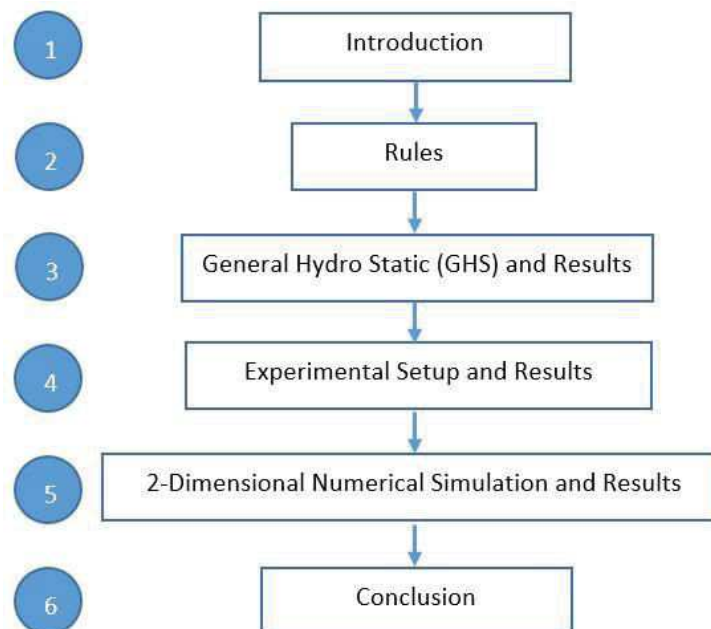 1 Introduction
2 Rules
3 General Hydro Static (GHS) and Results
4 Experimental Setup and Results
5 2-Dimensional Numerical Simulation and Results
6 Conclusion